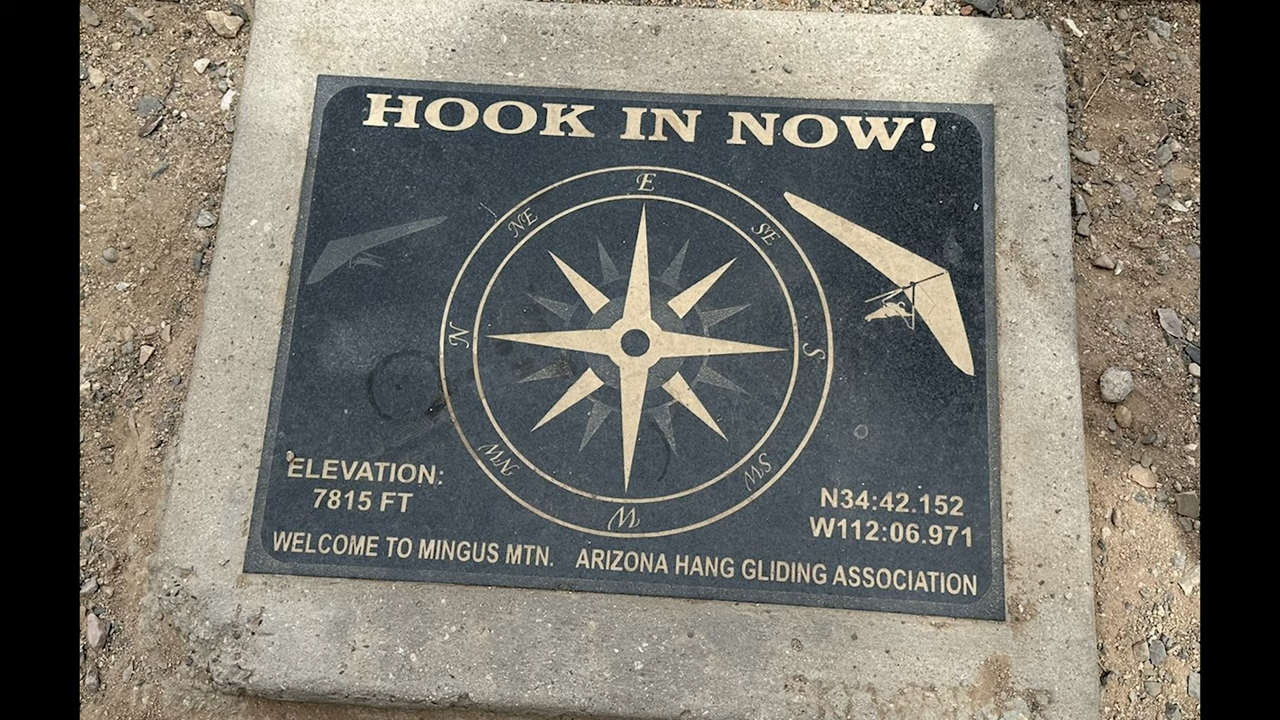 HOOK IN NOW!
E
NE
SE
N
S
NW
SW
W
ELEVATION:
7815 FT
N34:42.152
W112:06.971
WELCOME TO MINGUS MTN. ARIZONA HANG GLIDING ASSOCIATION